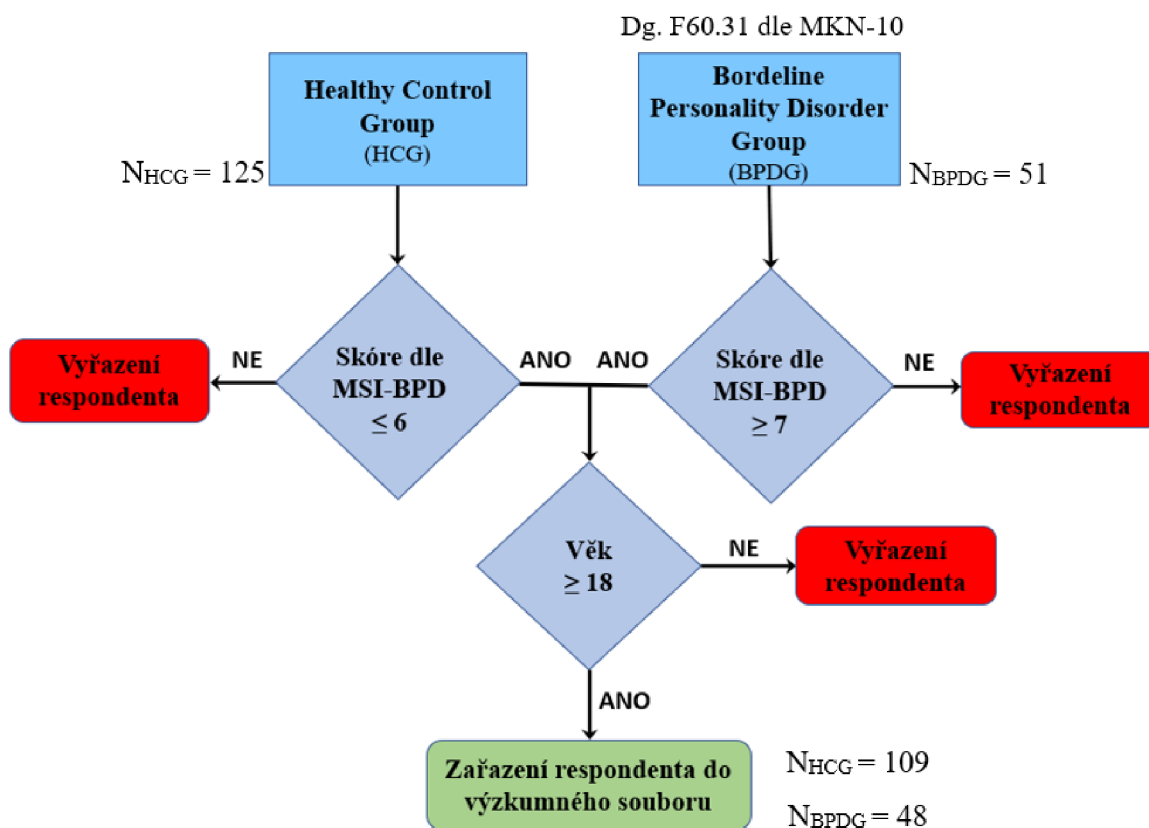 Dg. F60.31 dle MKN-10
Healthy Control
Group
(HCG)
Bordeline
Personality Disorder
Group
(BPDG)
NHCG = 125
NBPDG = 51
Skóre dle
MSI-BPD
≤ 6
Skóre dle
MSI-BPD
≥ 7
NE
ANO
ANO
NE
Vyřazení
respondenta
Vyřazení
respondenta
Věk
≥ 18
NE
Vyřazení
respondenta
ANO
Zařazení respondenta do
výzkumného souboru
NHCG = 109
NBPDG = 48